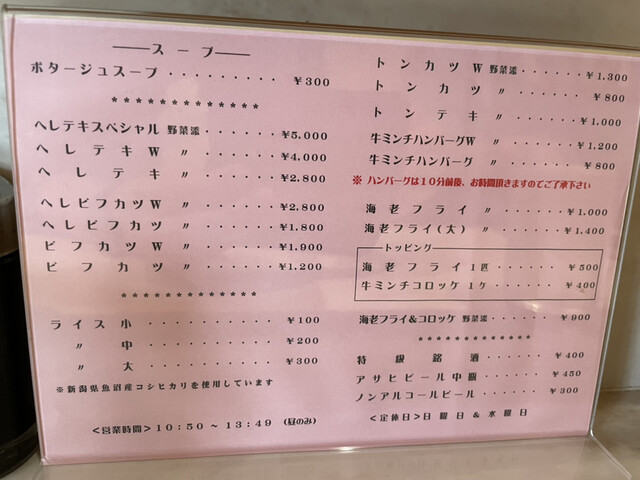 スープ
ポタージュスープ・・・・・・・・・¥300
*************
ヘレテキスペシャル 野菜添・・・・・・¥5,000
ヘレテキW 〃・・・・・・¥4,000
ヘレテキ 〃・・・・・・¥2,800
ヘレビフカツW 〃・・・・・・¥2,800
ヘレビフカツ 〃・・・・・・¥1,800
ビフカツW 〃・・・・・・¥1,900
ビフカツ 〃・・・・・・¥1,200
*************
ライス小・・・・・・・・・・¥100
〃 中・・・・・・・・・・¥200
〃 大・・・・・・・・・・¥300
※新潟県魚沼産コシヒカリを使用しています
<営業時間>10:50～13:49 (昼のみ)
トンカツW 野菜添・・・・・・¥1,300
トンカツ 〃・・・・・・¥800
トンテキ 〃・・・・・・¥1,000
牛ミンチハンバーグW 〃・・・・・・¥1,200
牛ミンチハンバーグ 〃・・・・・・¥800
※ ハンバーグは10分前後、お時間頂きますのでご了承下さい
海老フライ 〃・・・・・・¥1,000
海老フライ(大) 〃・・・・・・¥1,400
トッピング
海老フライ1匹・・・・・・¥500
牛ミンチコロッケ1ケ・・・・・・¥400
海老フライ&コロッケ 野菜添・・・・・・¥900
*************
特級銘酒・・・・・・¥400
アサヒビール中瓶・・・・・・¥450
ノンアルコールビール・・・・・・¥300
<定休日>日曜日&水曜日